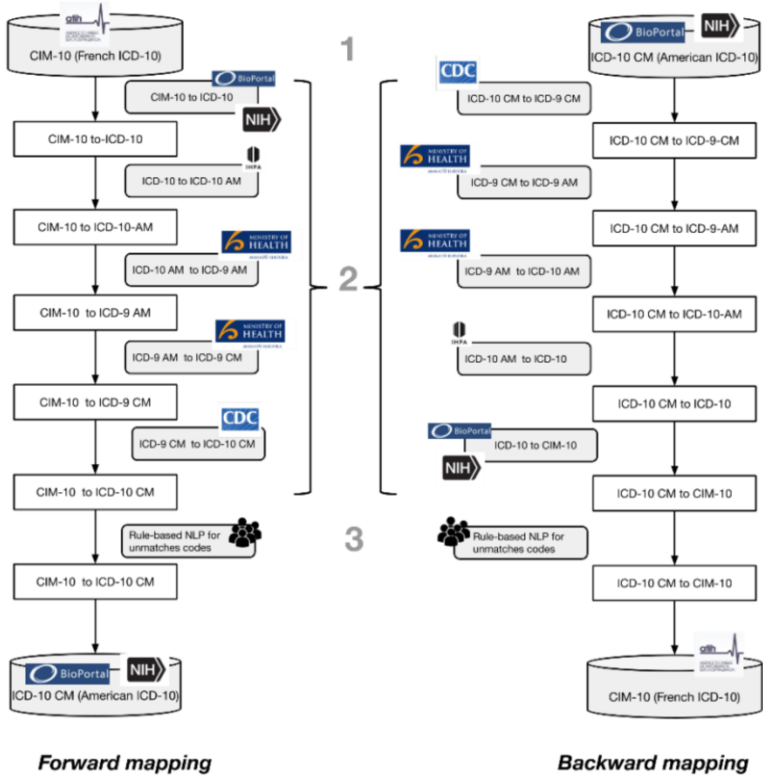 atih
CIM-10 (French ICD-10)
BioPortal
CIM-10 to ICD-10
NIH
CIM-10 to-ICD-10
IHPA
ICD-10 to ICD-10 AM
CIM-10 to ICD-10-AM
MINISTRY OF
HEALTH
ICD-10 AM to ICD-9 AM
CIM-10 to ICD-9 AM
MINISTRY OF
HEALTH
ICD-9 AM to ICD-9 CM
CIM-10 to ICD-9 CM
CDC
ICD-9 CM to ICD-10 CM
CIM-10 to ICD-10 CM
Rule-based NLP for
unmatches codes
CIM-10 to ICD-10 CM
BioPortal
NIH
ICD-10 CM (American ICD-10)
Forward mapping
1
2
3
BioPortal
NIH
ICD-10 CM (American ICD-10)
CDC
ICD-10 CM to ICD-9 CM
ICD-10 CM to ICD-9-CM
MINISTRY OF
HEALTH
ICD-9 CM to ICD-9 AM
ICD-10 CM to ICD-9-AM
MINISTRY OF
HEALTH
ICD-9 AM to ICD-10 AM
ICD-10 CM to ICD-10-AM
IHPA
ICD-10 AM to ICD-10
ICD-10 CM to ICD-10
BioPortal
ICD-10 to CIM-10
NIH
ICD-10 CM to CIM-10
Rule-based NLP for
unmatches codes
ICD-10 CM to CIM-10
atih
CIM-10 (French ICD-10)
Backward mapping